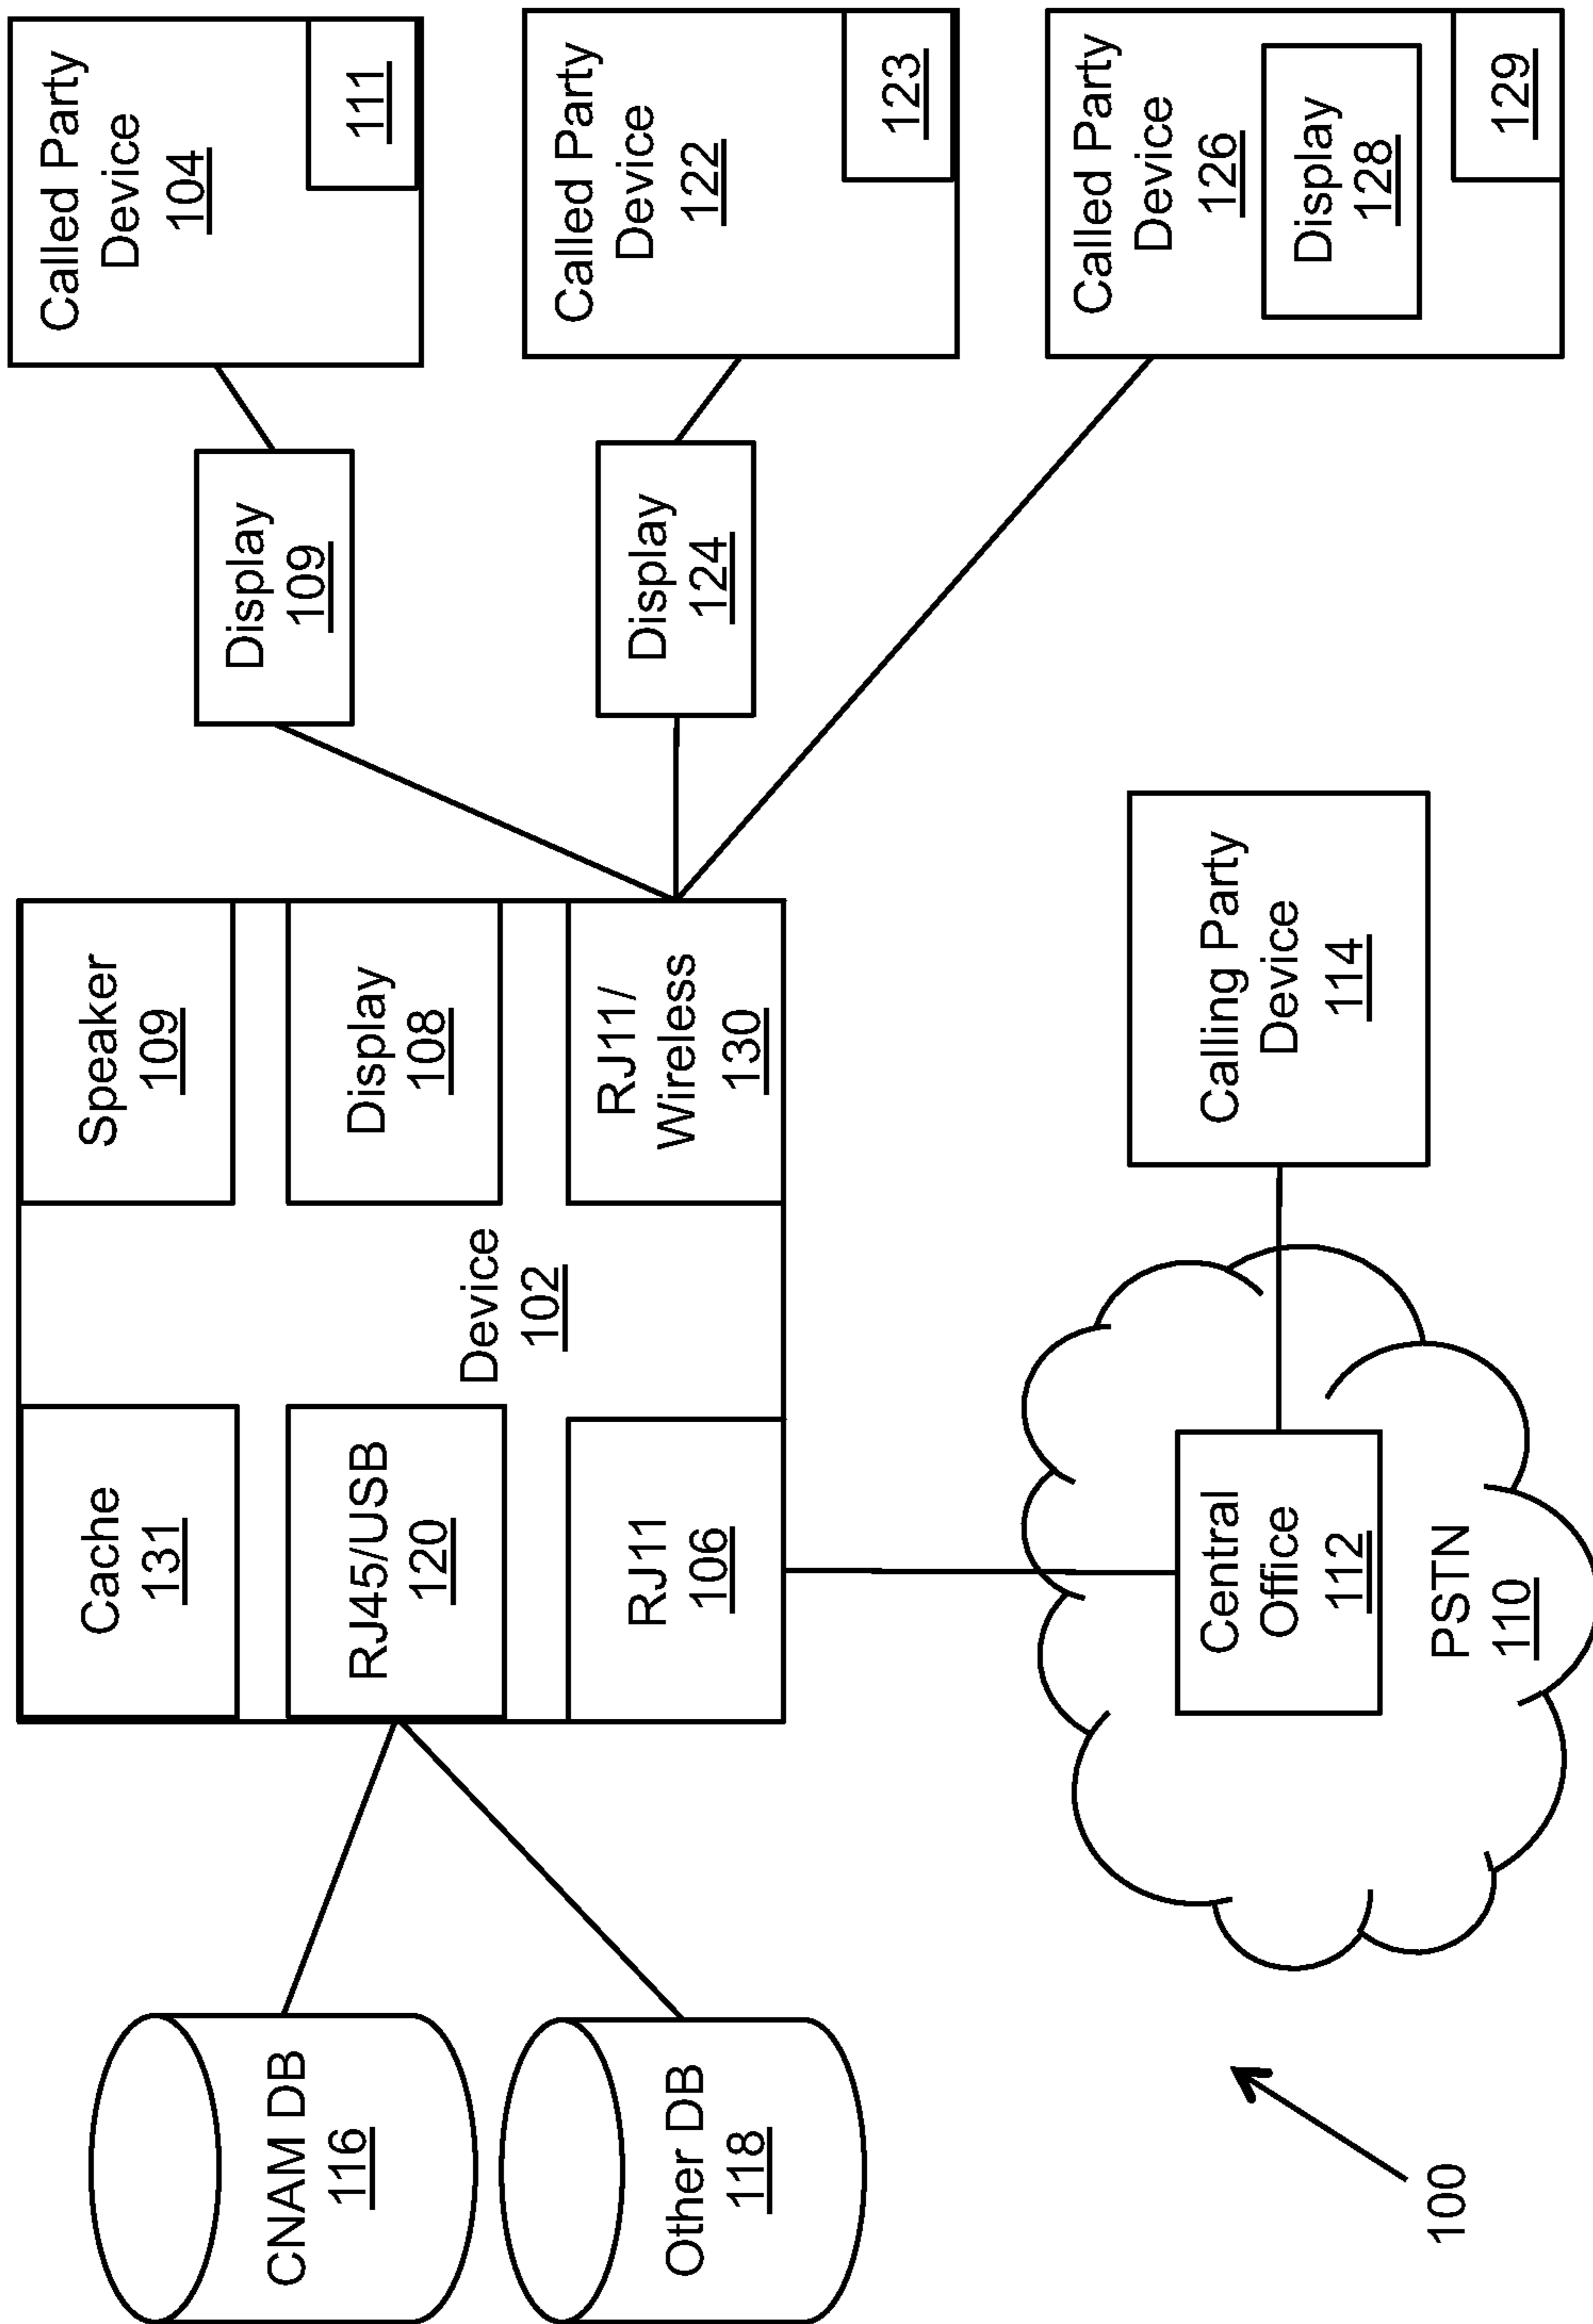 CNAM DB
116
Other DB
118
100
Cache
131
RJ45/USB
120
RJ11
106
Device
102
Speaker
109
Display
108
RJ11/
Wireless
130
Central
Office
112
PSTN
110
Calling Party
Device
114
Display
109
Display
124
Called Party
Device
104
111
Called Party
Device
122
123
Called Party
Device
126
Display
128
129